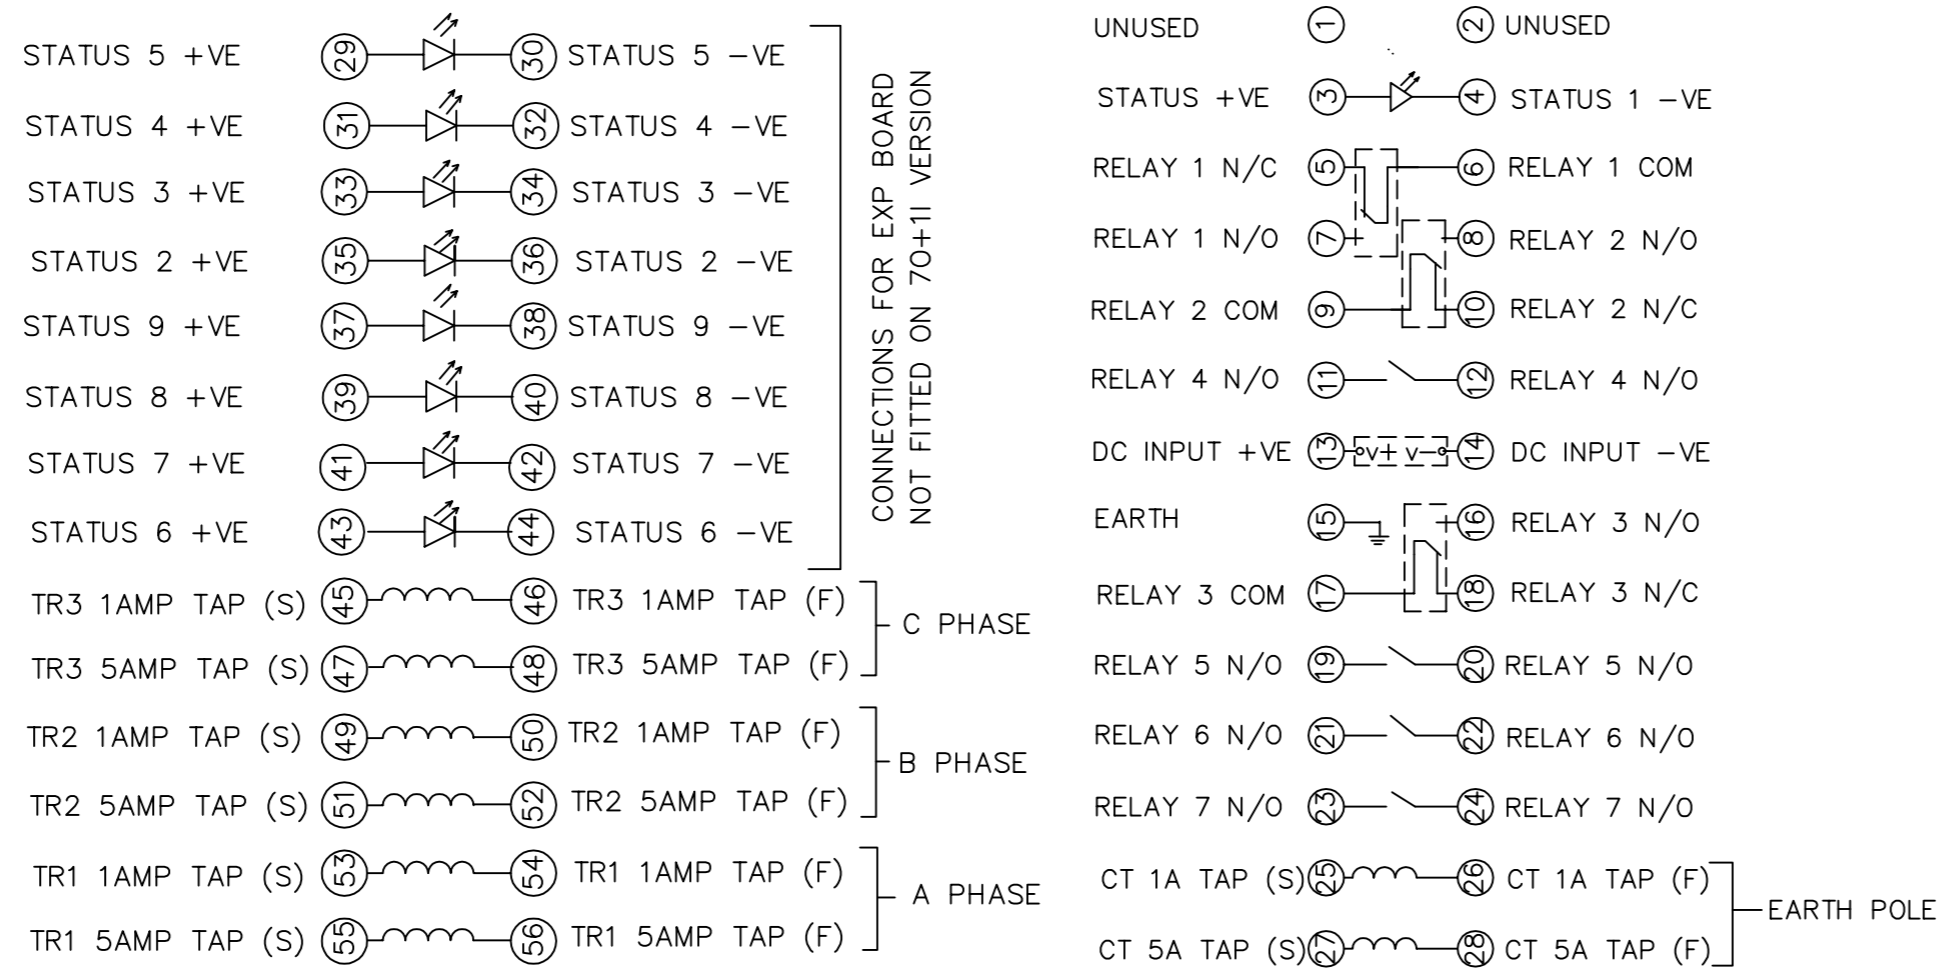 STATUS 5 +VE 29 30 STATUS 5 −VE
STATUS 4 +VE 31 32 STATUS 4 −VE
STATUS 3 +VE 33 34 STATUS 3 −VE
STATUS 2 +VE 35 36 STATUS 2 −VE
STATUS 9 +VE 37 38 STATUS 9 −VE
STATUS 8 +VE 39 40 STATUS 8 −VE
STATUS 7 +VE 41 42 STATUS 7 −VE
STATUS 6 +VE 43 44 STATUS 6 −VE
CONNECTIONS FOR EXP BOARD
NOT FITTED ON 70+1I VERSION
TR3 1AMP TAP (S) 45 46 TR3 1AMP TAP (F)
TR3 5AMP TAP (S) 47 48 TR3 5AMP TAP (F)
C PHASE
TR2 1AMP TAP (S) 49 50 TR2 1AMP TAP (F)
TR2 5AMP TAP (S) 51 52 TR2 5AMP TAP (F)
B PHASE
TR1 1AMP TAP (S) 53 54 TR1 1AMP TAP (F)
TR1 5AMP TAP (S) 55 56 TR1 5AMP TAP (F)
A PHASE
UNUSED 1 2 UNUSED
STATUS +VE 3 4 STATUS 1 −VE
RELAY 1 N/C 5 6 RELAY 1 COM
RELAY 1 N/O 7 8 RELAY 2 N/O
RELAY 2 COM 9 10 RELAY 2 N/C
RELAY 4 N/O 11 12 RELAY 4 N/O
DC INPUT +VE 13 V+ V− 14 DC INPUT −VE
EARTH 15 16 RELAY 3 N/O
RELAY 3 COM 17 18 RELAY 3 N/C
RELAY 5 N/O 19 20 RELAY 5 N/O
RELAY 6 N/O 21 22 RELAY 6 N/O
RELAY 7 N/O 23 24 RELAY 7 N/O
CT 1A TAP (S) 25 26 CT 1A TAP (F)
CT 5A TAP (S) 27 28 CT 5A TAP (F)
EARTH POLE